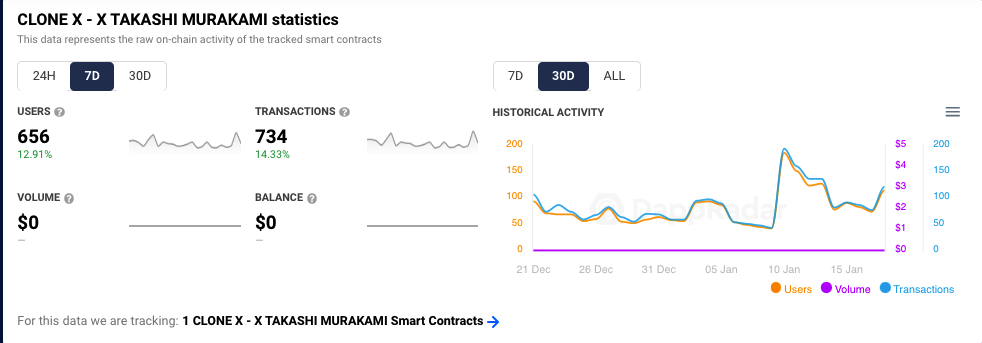 CLONE X - X TAKASHI MURAKAMI statistics
This data represents the raw on-chain activity of the tracked smart contracts
24H 7D 30D
7D 30D ALL
USERS ?
656
12.91%
TRANSACTIONS ?
734
14.33%
VOLUME ?
$0
—
BALANCE ?
$0
—
HISTORICAL ACTIVITY
200 $5 200
$4
150 150
$3
100 100
$2
50 50
$1
0 $0 0
DappRadar
21 Dec 26 Dec 31 Dec 05 Jan 10 Jan 15 Jan
Users Volume Transactions
For this data we are tracking: 1 CLONE X - X TAKASHI MURAKAMI Smart Contracts →